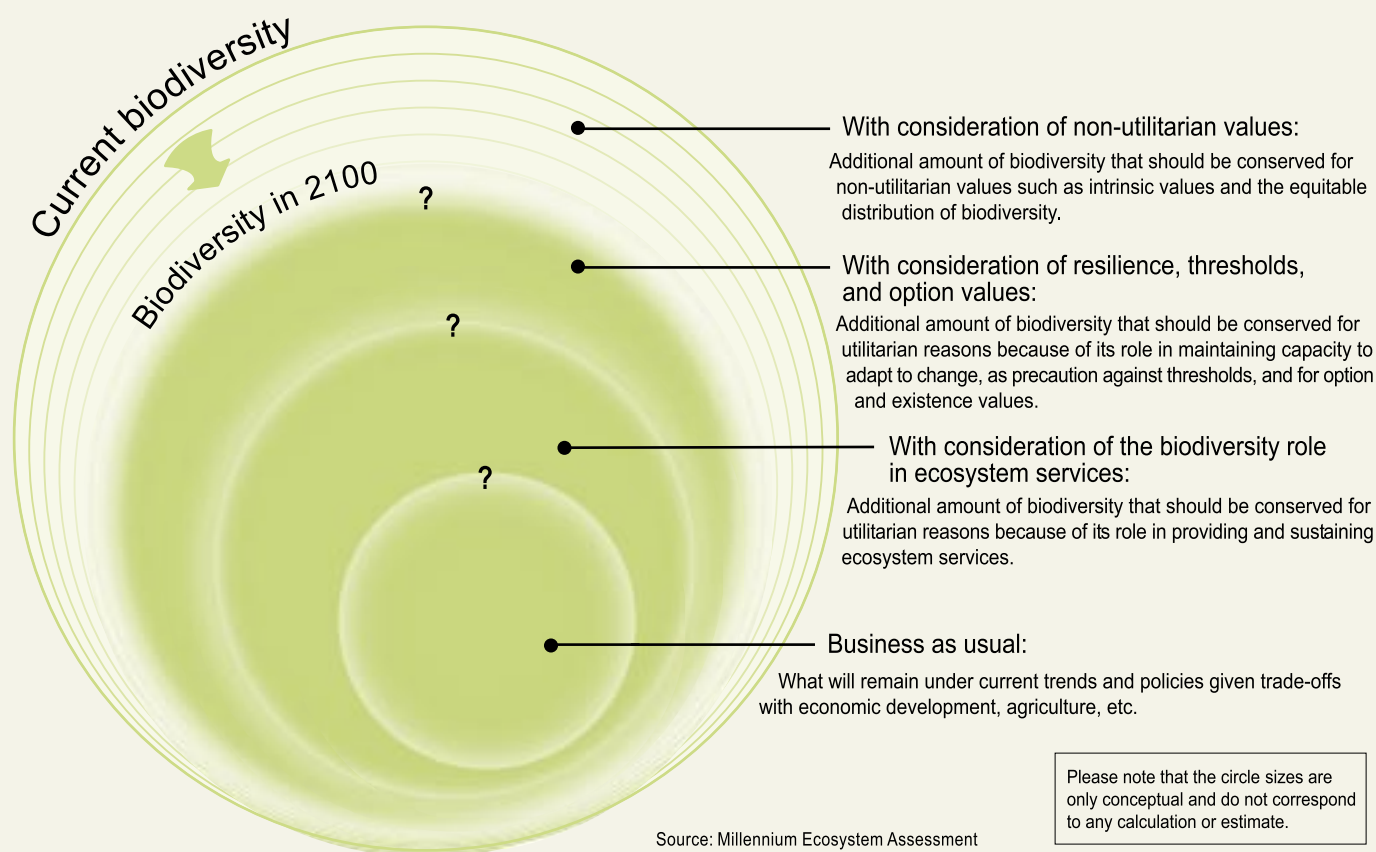 Current biodiversity
Biodiversity in 2100
?
?
?
With consideration of non-utilitarian values:
Additional amount of biodiversity that should be conserved for
non-utilitarian values such as intrinsic values and the equitable
distribution of biodiversity.
With consideration of resilience, thresholds,
and option values:
Additional amount of biodiversity that should be conserved for
utilitarian reasons because of its role in maintaining capacity to
adapt to change, as precaution against thresholds, and for option
and existence values.
With consideration of the biodiversity role
in ecosystem services:
Additional amount of biodiversity that should be conserved for
utilitarian reasons because of its role in providing and sustaining
ecosystem services.
Business as usual:
What will remain under current trends and policies given trade-offs
with economic development, agriculture, etc.
Please note that the circle sizes are
only conceptual and do not correspond
to any calculation or estimate.
Source: Millennium Ecosystem Assessment